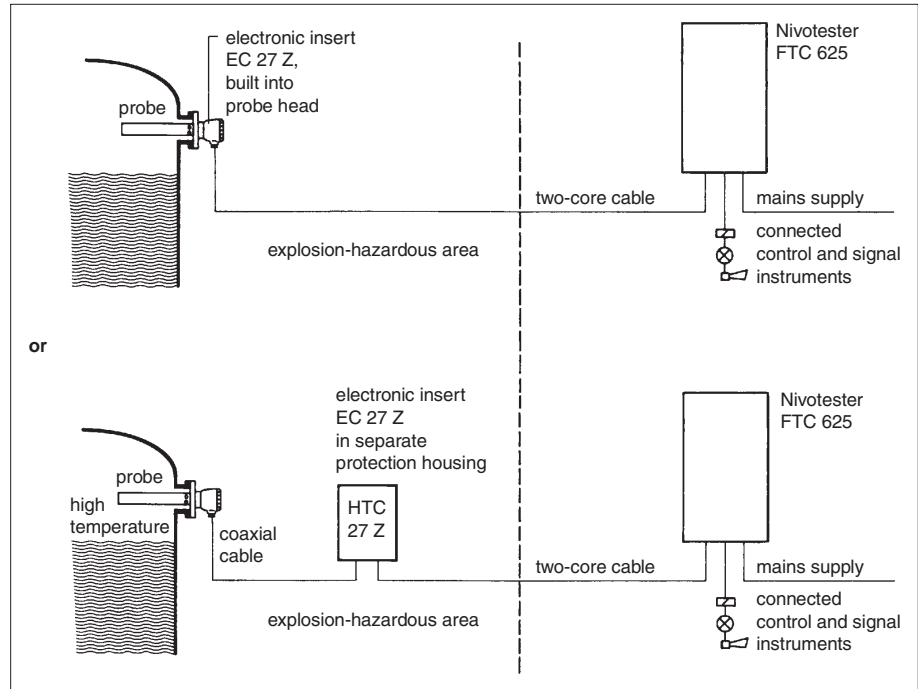 electronic insert
EC 27 Z,
built into
probe head
probe
Nivotester
FTC 625
two-core cable
mains supply
explosion-hazardous area
connected
control and signal
instruments
or
electronic insert
EC 27 Z
in separate
protection housing
Nivotester
FTC 625
probe
high
temperature
coaxial
cable
HTC
27 Z
two-core cable
mains supply
explosion-hazardous area
connected
control and signal
instruments